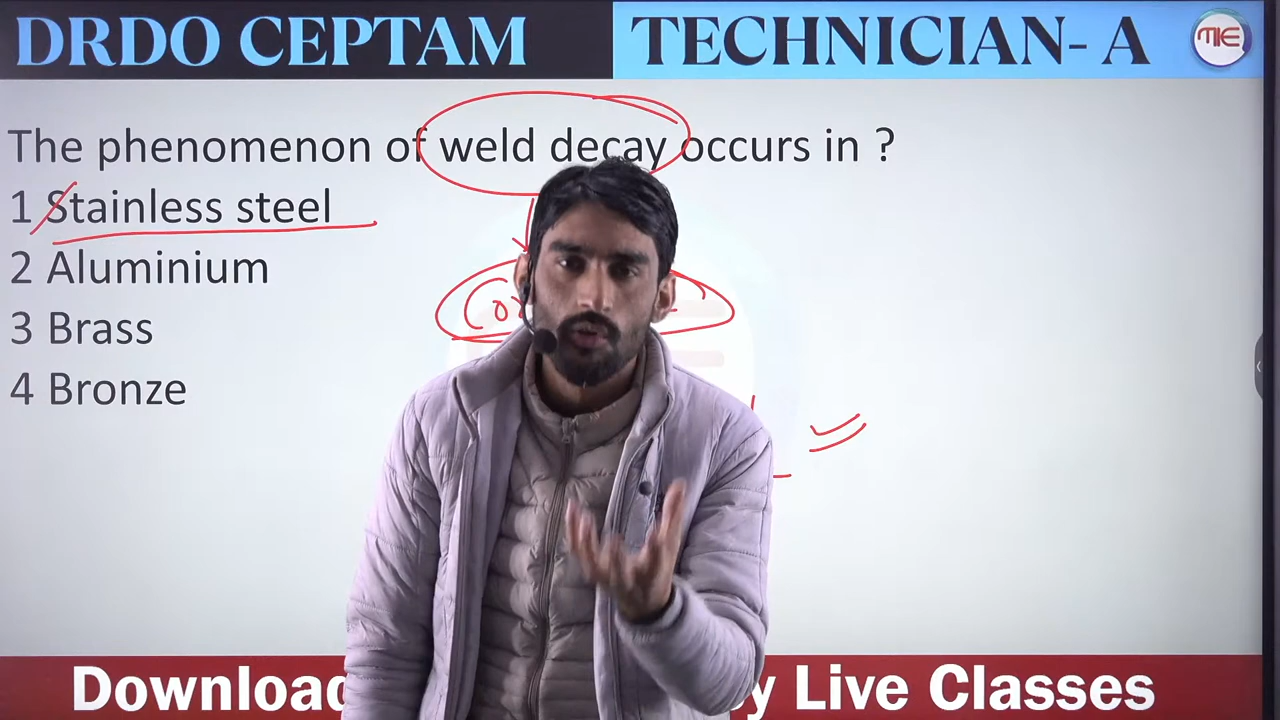 DRDO CEPTAM
TECHNICIAN- A
MIE
The phenomenon of weld decay occurs in ?
1 Stainless steel
2 Aluminium
3 Brass
4 Bronze
Download
Live Classes